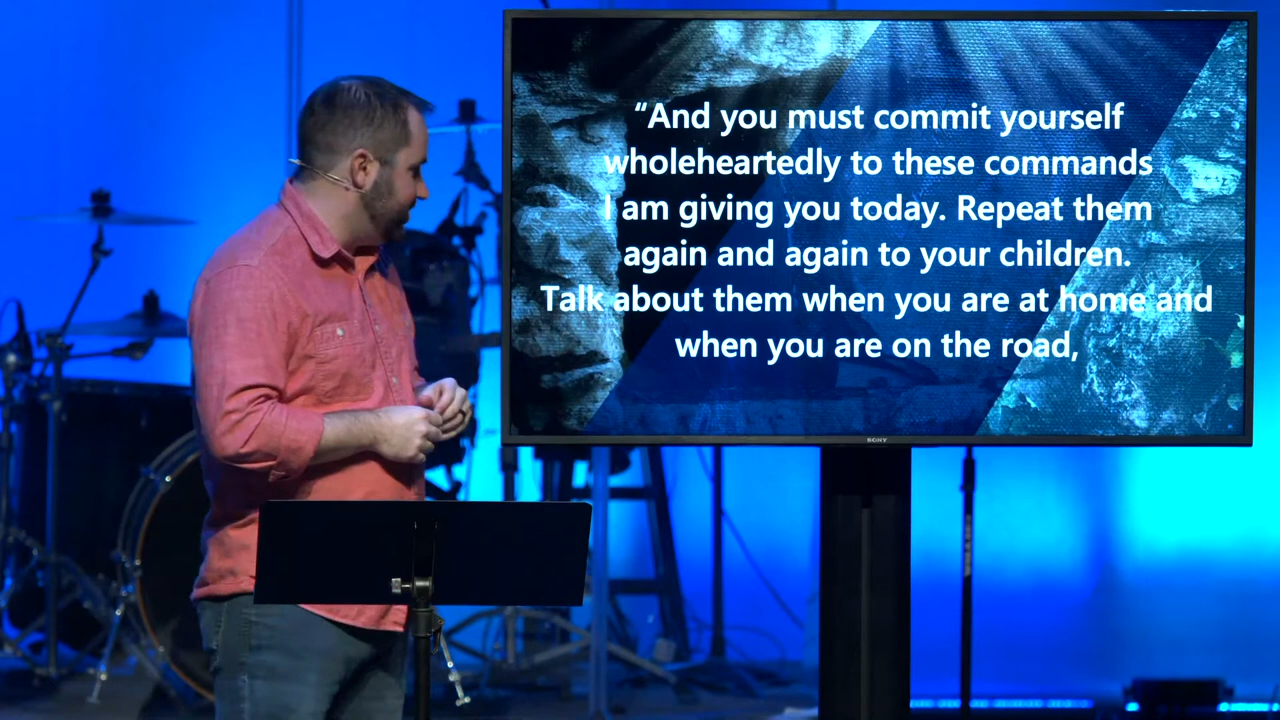 “And you must commit yourself
wholeheartedly to these commands
I am giving you today. Repeat them
again and again to your children.
Talk about them when you are at home and
when you are on the road,
SONY